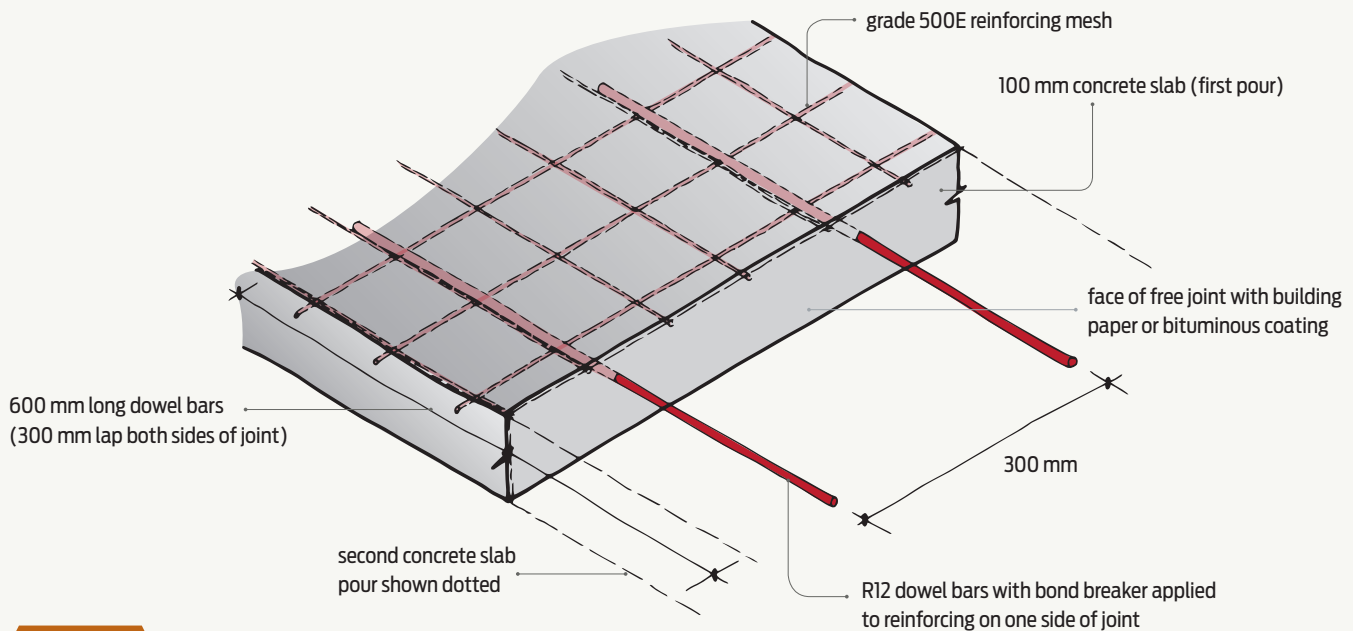 grade 500E reinforcing mesh
100 mm concrete slab (first pour)
face of free joint with building
paper or bituminous coating
600 mm long dowel bars
(300 mm lap both sides of joint)
300 mm
second concrete slab
pour shown dotted
R12 dowel bars with bond breaker applied
to reinforcing on one side of joint